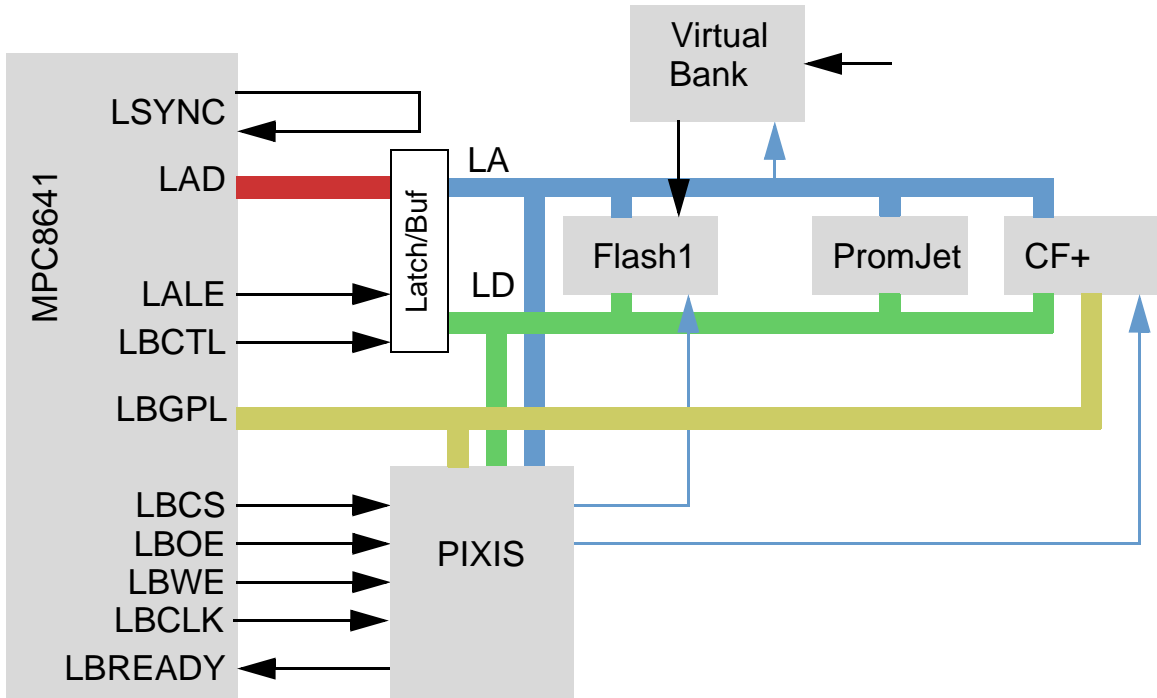 Virtual
Bank
MPC8641
LSYNC
LAD
LALE
LBCTL
LBGPL
LBCS
LBOE
LBWE
LBCLK
LBREADY
Latch/Buf
LA
LD
Flash1
PromJet
CF+
PIXIS